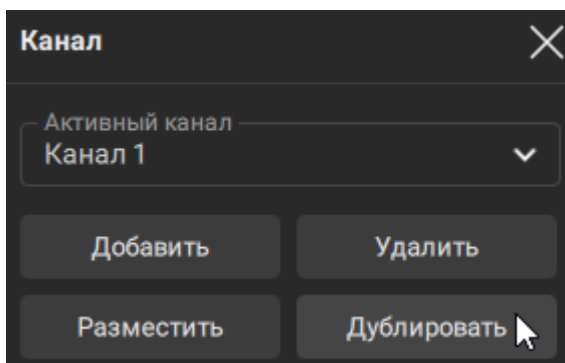 Канал
Активный канал
Канал 1
Добавить
Удалить
Разместить
Дублировать